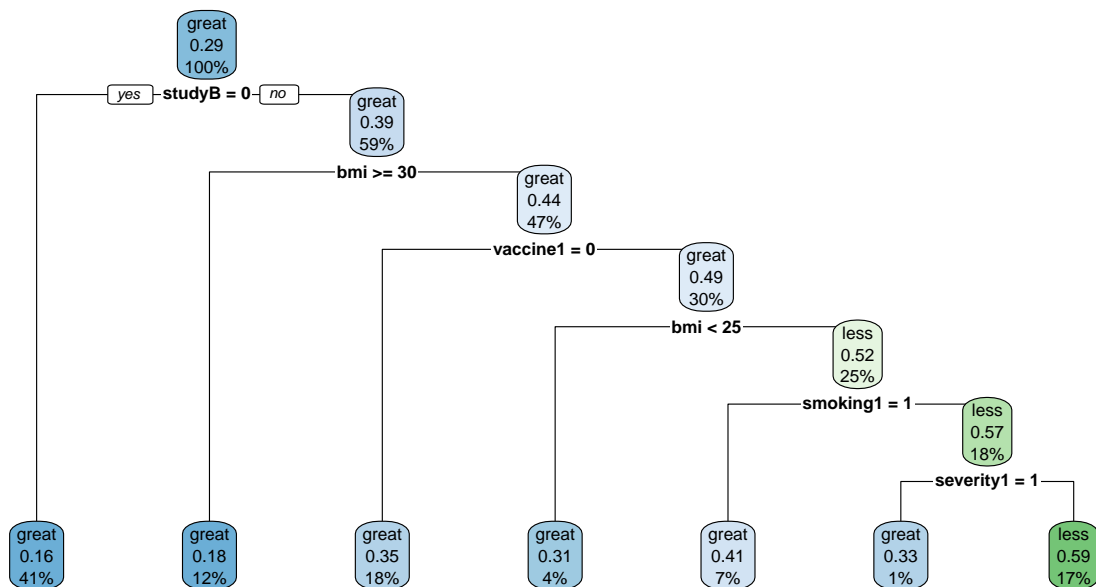 great
0.29
100%
yes studyB = 0 no
great
0.39
59%
bmi >= 30
great
0.44
47%
vaccine1 = 0
great
0.49
30%
bmi < 25
less
0.52
25%
smoking1 = 1
less
0.57
18%
severity1 = 1
great
0.16
41%
great
0.18
12%
great
0.35
18%
great
0.31
4%
great
0.41
7%
great
0.33
1%
less
0.59
17%